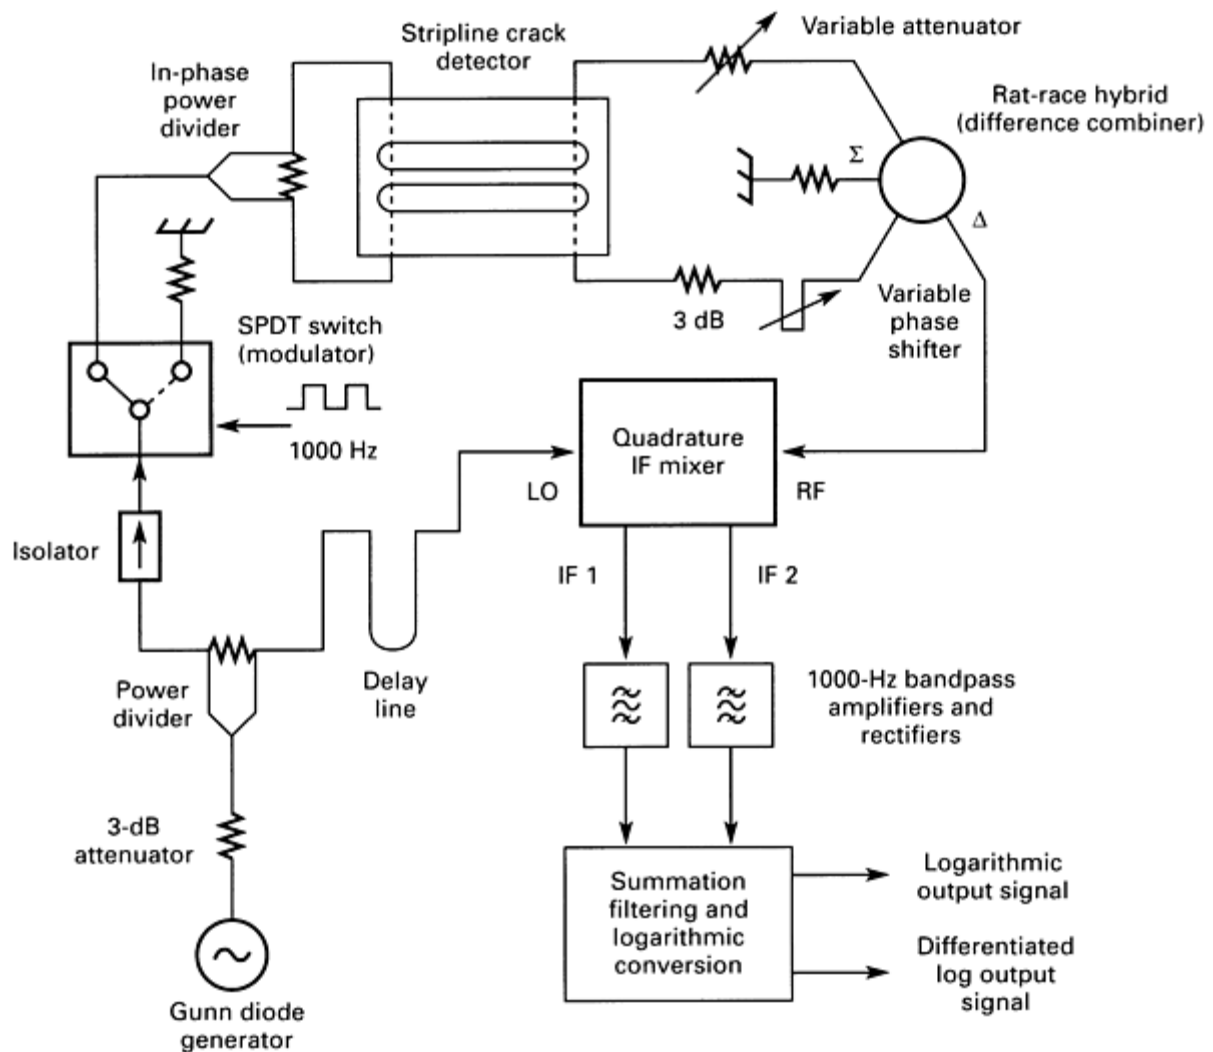 Stripline crack
detector
Variable attenuator
In-phase
power
divider
Rat-race hybrid
(difference combiner)
Σ
Δ
3 dB
Variable
phase
shifter
SPDT switch
(modulator)
1000 Hz
Quadrature
IF mixer
LO
RF
Isolator
IF 1
IF 2
Power
divider
Delay
line
1000-Hz bandpass
amplifiers and
rectifiers
3-dB
attenuator
Summation
filtering and
logarithmic
conversion
Logarithmic
output signal
Differentiated
log output
signal
Gunn diode
generator